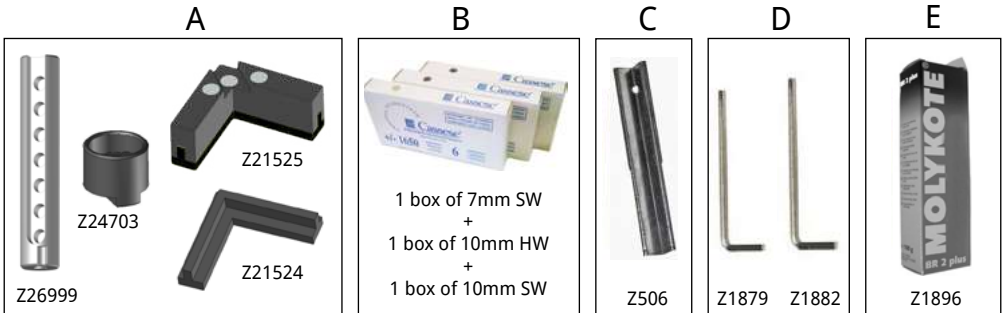 A
B
C
D
E
Z21525
Z24703
Z21524
Z26999
Cassese
Cassese
Cassese
6
1 box of 7mm SW
+
1 box of 10mm HW
+
1 box of 10mm SW
Z506
Z1879
Z1882
MOLYKOTE®
BR 2 plus
Z1896